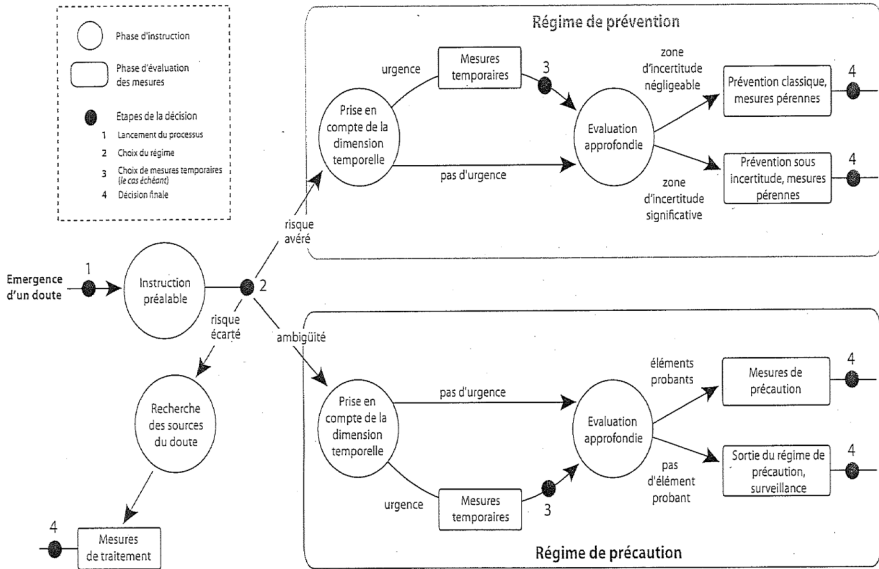 Phase d'instruction
Phase d'évaluation
des mesures
Etapes de la décision
1 Lancement du processus
2 Choix du régime
3 Choix de mesures temporaires
(le cas échéant)
4 Décision finale
Emergence
d'un doute
1
Instruction
préalable
2
risque
avéré
risque
écarté
ambigüité
Recherche
des sources
du doute
4
Mesures
de traitement
Régime de prévention
Prise en
compte de la
dimension
temporelle
urgence
Mesures
temporaires
3
pas d'urgence
Evaluation
approfondie
zone
d'incertitude
négligeable
Prévention classique,
mesures pérennes
4
zone
d'incertitude
significative
Prévention sous
incertitude, mesures
pérennes
4
Prise en
compte de la
dimension
temporelle
pas d'urgence
urgence
Mesures
temporaires
3
Evaluation
approfondie
éléments
probants
Mesures de
précaution
4
pas
d'élément
probant
Sortie du régime de
précaution,
surveillance
4
Régime de précaution